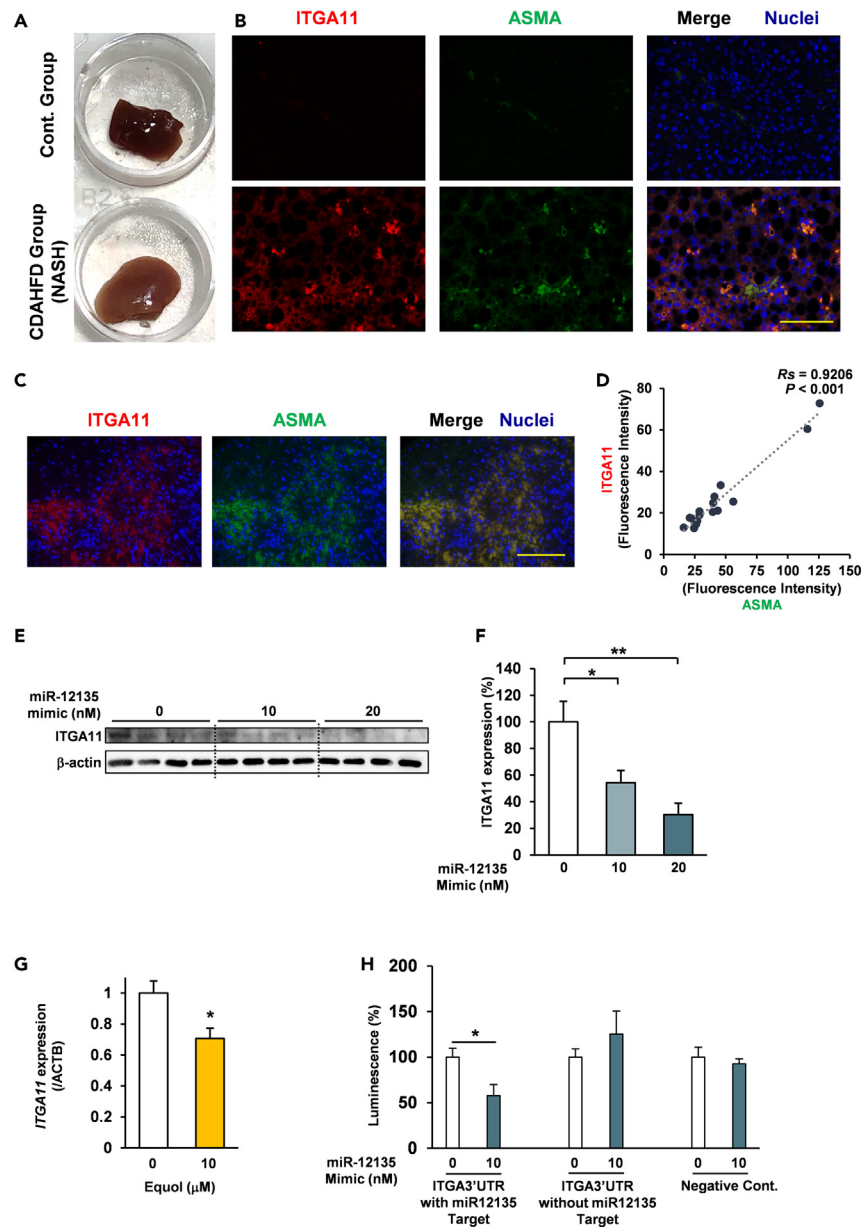 A
Cont. Group
CDAHFD Group
(NASH)
B2
B
ITGA11
ASMA
Merge
Nuclei
C
ITGA11
ASMA
Merge
Nuclei
D
Rs = 0.9206
P < 0.001
ITGA11
(Fluorescence Intensity)
80
60
40
20
0
0
25
50
75
100
125
150
(Fluorescence Intensity)
ASMA
E
miR-12135
mimic (nM)
0
10
20
ITGA11
β-actin
F
**
*
ITGA11 expression (%)
140
120
100
80
60
40
20
0
miR-12135
Mimic (nM)
0
10
20
G
*
ITGA11 expression
(/ACTB)
1
0.8
0.6
0.4
0.2
0
0
10
Equol (μM)
H
Luminescence (%)
200
150
100
50
0
*
miR-12135
Mimic (nM)
0
10
0
10
0
10
ITGA3'UTR
with miR12135
Target
ITGA3'UTR
without miR12135
Target
Negative Cont.